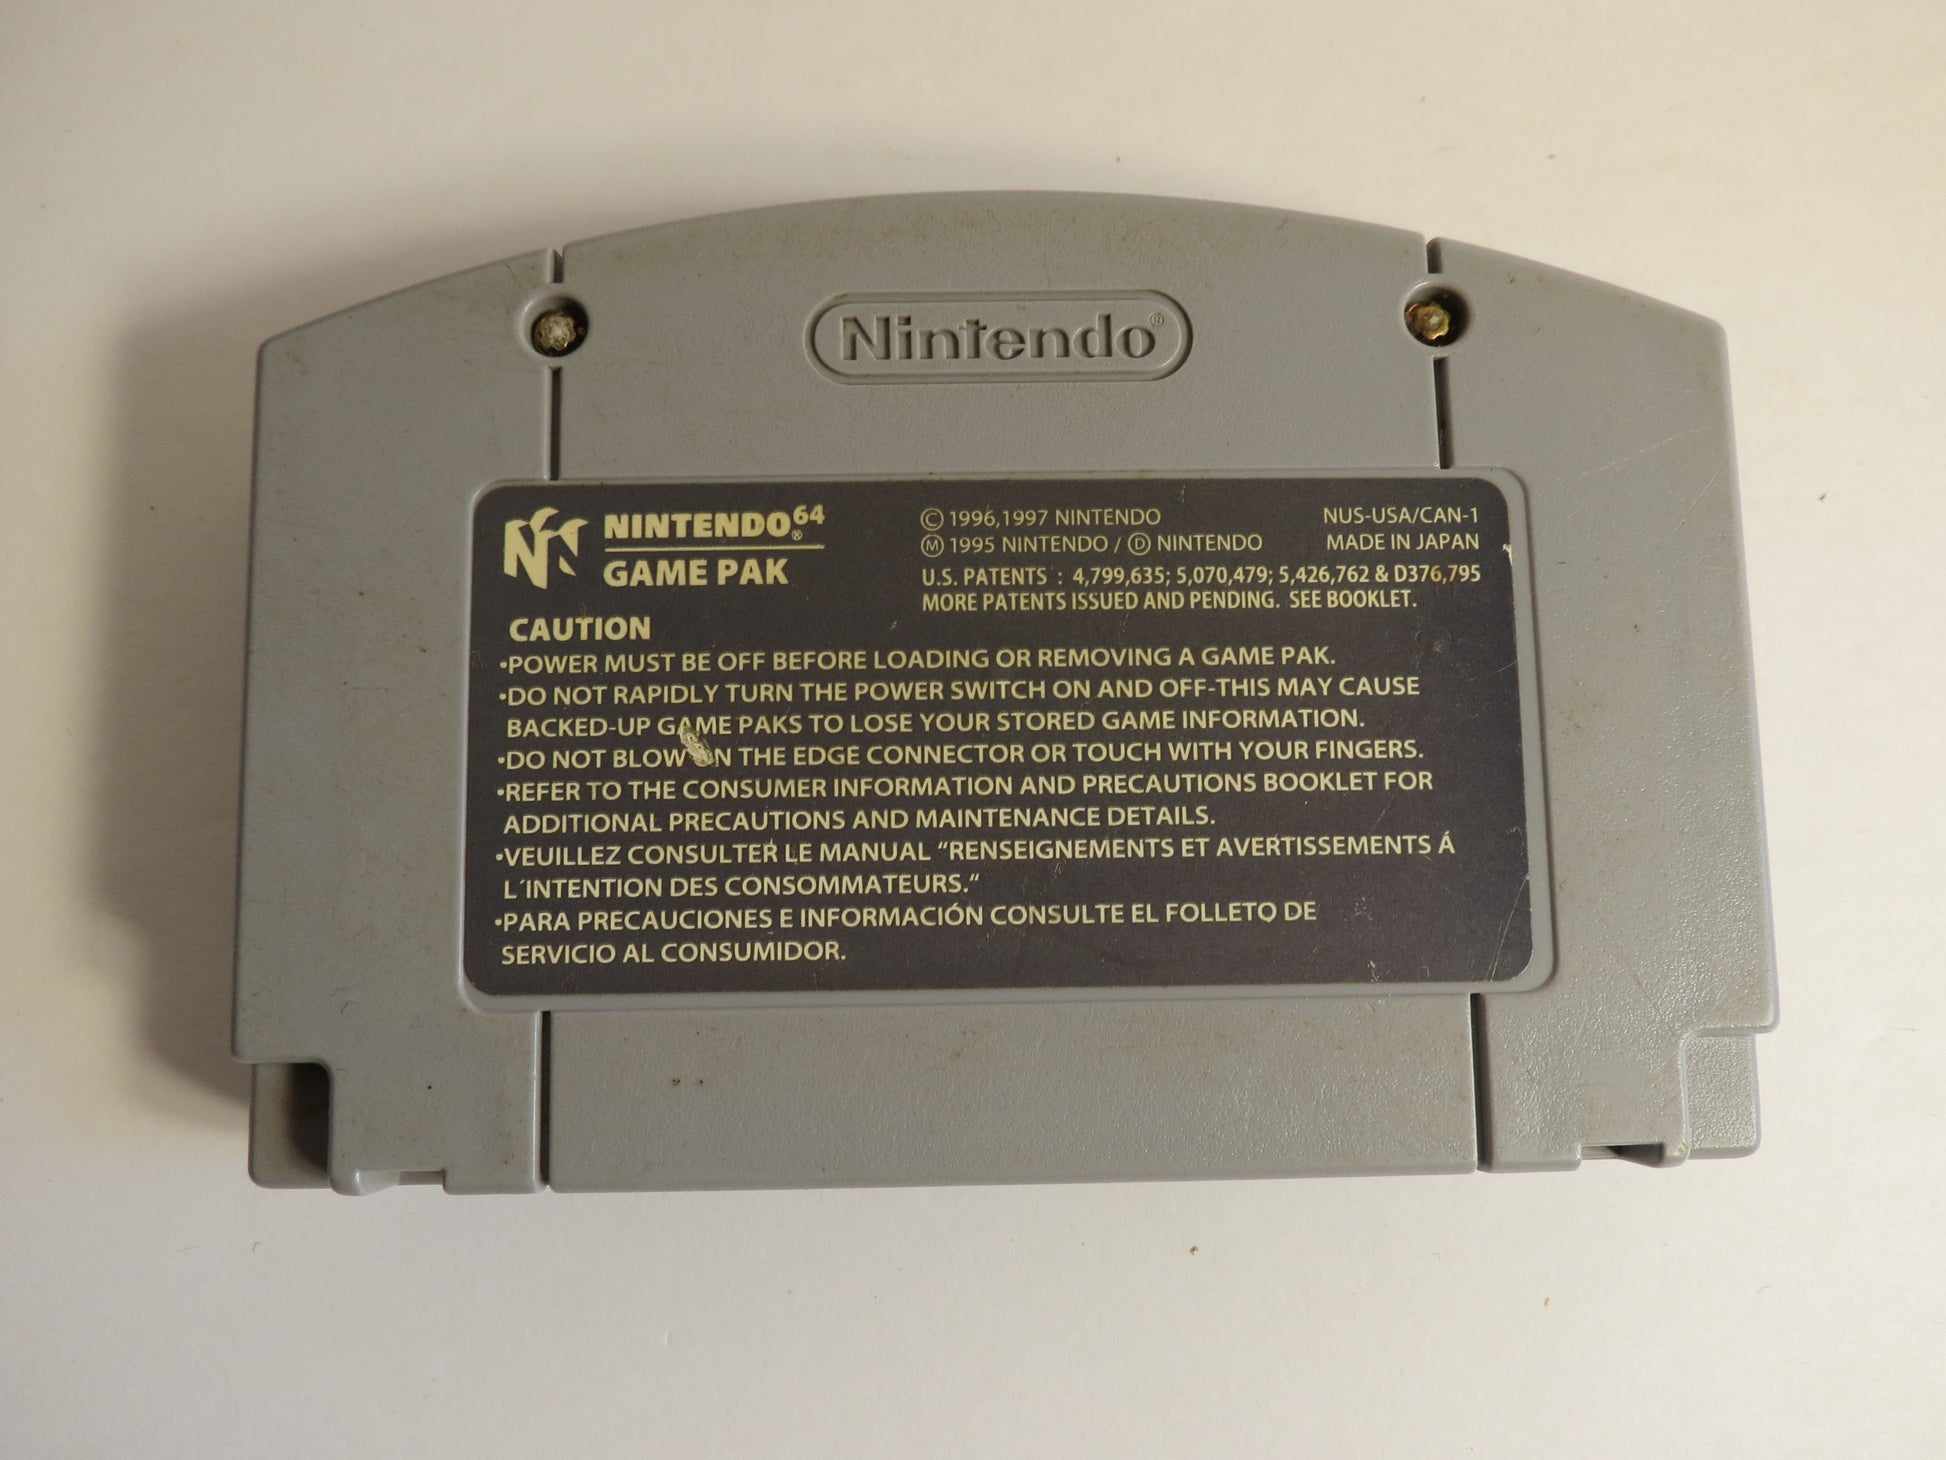 Nintendo®
NINTENDO64®
GAME PAK
© 1996,1997 NINTENDO
Ⓜ 1995 NINTENDO / Ⓓ NINTENDO
NUS-USA/CAN-1
MADE IN JAPAN
U.S. PATENTS : 4,799,635; 5,070,479; 5,426,762 & D376,795
MORE PATENTS ISSUED AND PENDING. SEE BOOKLET.
CAUTION
•POWER MUST BE OFF BEFORE LOADING OR REMOVING A GAME PAK.
•DO NOT RAPIDLY TURN THE POWER SWITCH ON AND OFF-THIS MAY CAUSE
BACKED-UP GAME PAKS TO LOSE YOUR STORED GAME INFORMATION.
•DO NOT BLOW ON THE EDGE CONNECTOR OR TOUCH WITH YOUR FINGERS.
•REFER TO THE CONSUMER INFORMATION AND PRECAUTIONS BOOKLET FOR
ADDITIONAL PRECAUTIONS AND MAINTENANCE DETAILS.
•VEUILLEZ CONSULTER LE MANUAL "RENSEIGNEMENTS ET AVERTISSEMENTS Á
L´INTENTION DES CONSOMMATEURS."
•PARA PRECAUCIONES E INFORMACIÓN CONSULTE EL FOLLETO DE
SERVICIO AL CONSUMIDOR.